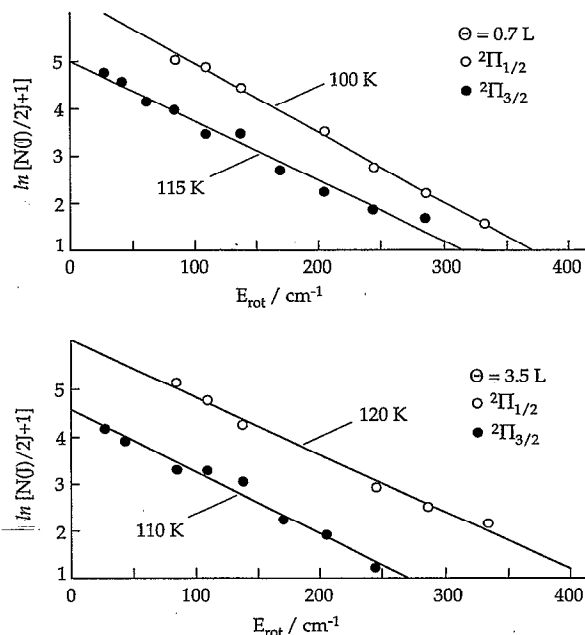 Θ = 0.7 L
○ ²Π1/2
● ²Π3/2
100 K
115 K
ln [N(J)/2J+1]
5
4
3
2
1
0 100 200 300 400
Erot / cm⁻¹
Θ = 3.5 L
○ ²Π1/2
● ²Π3/2
120 K
110 K
ln [N(J)/2J+1]
5
4
3
2
1
0 100 200 300 400
Erot / cm⁻¹